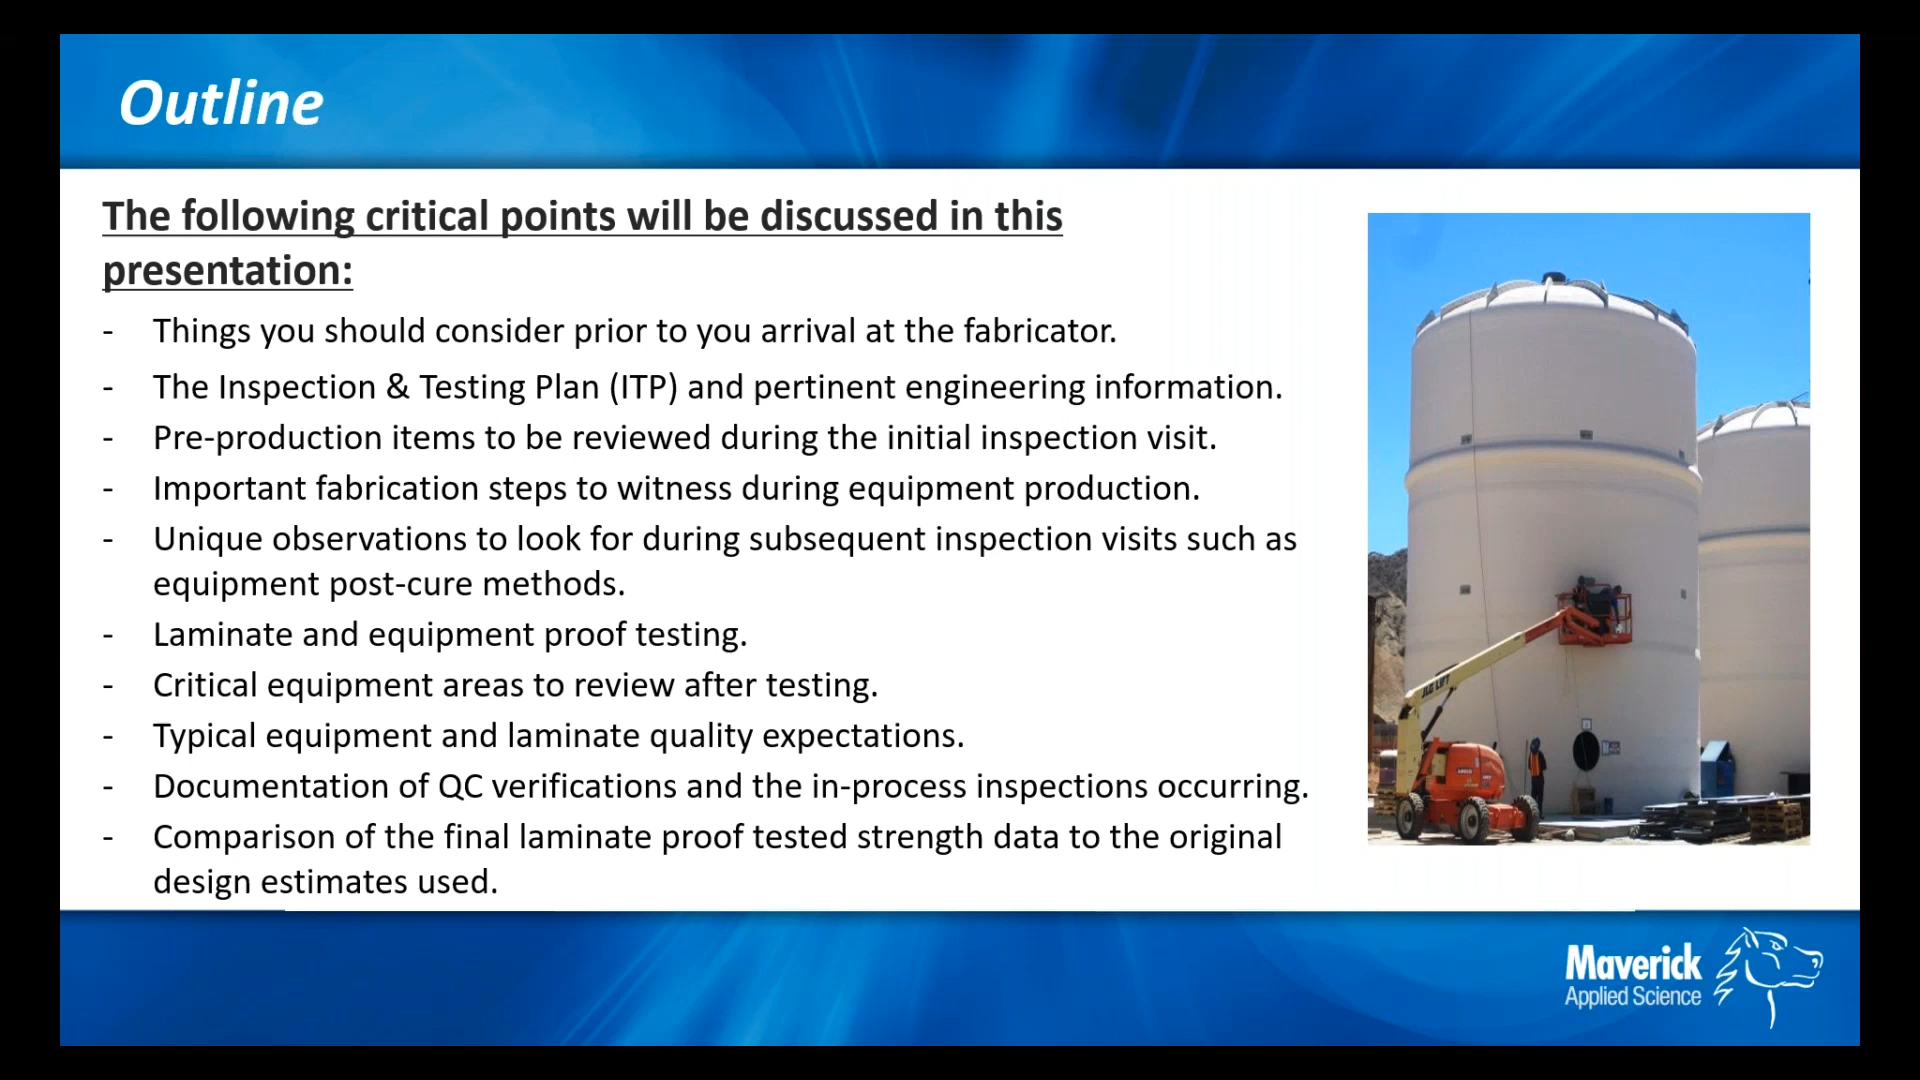 Outline
The following critical points will be discussed in this
presentation:
- Things you should consider prior to you arrival at the fabricator.
- The Inspection & Testing Plan (ITP) and pertinent engineering information.
- Pre-production items to be reviewed during the initial inspection visit.
- Important fabrication steps to witness during equipment production.
- Unique observations to look for during subsequent inspection visits such as
equipment post-cure methods.
- Laminate and equipment proof testing.
- Critical equipment areas to review after testing.
- Typical equipment and laminate quality expectations.
- Documentation of QC verifications and the in-process inspections occurring.
- Comparison of the final laminate proof tested strength data to the original
design estimates used.
JLG LIFT
Maverick
Applied Science